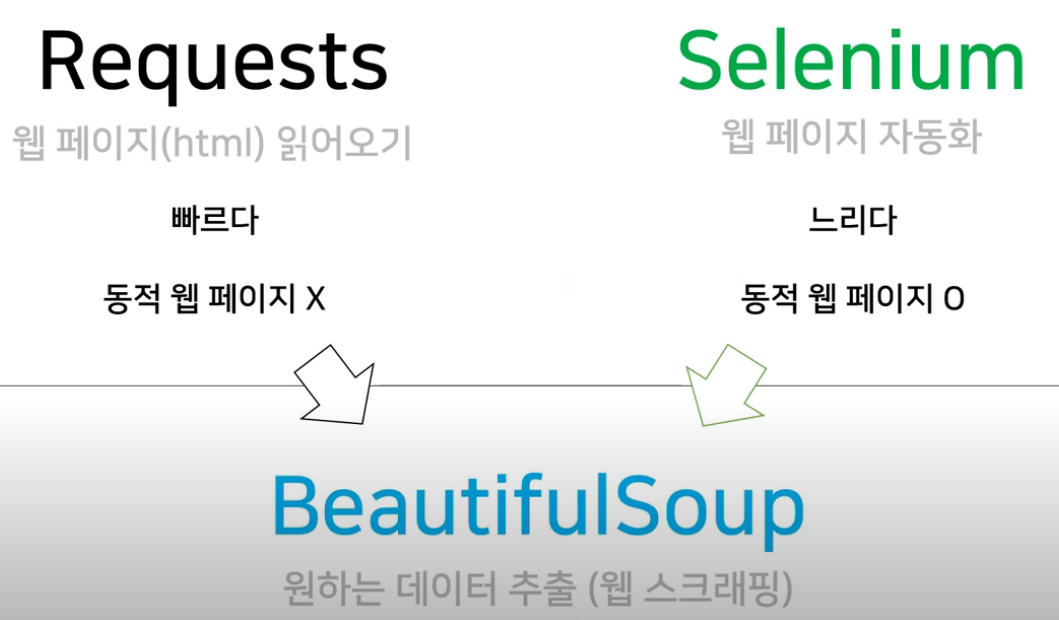 Requests
Selenium
웹 페이지(html) 읽어오기
웹 페이지 자동화
빠르다
느리다
동적 웹 페이지 X
동적 웹 페이지 O
BeautifulSoup
원하는 데이터 추출 (웹 스크래핑)